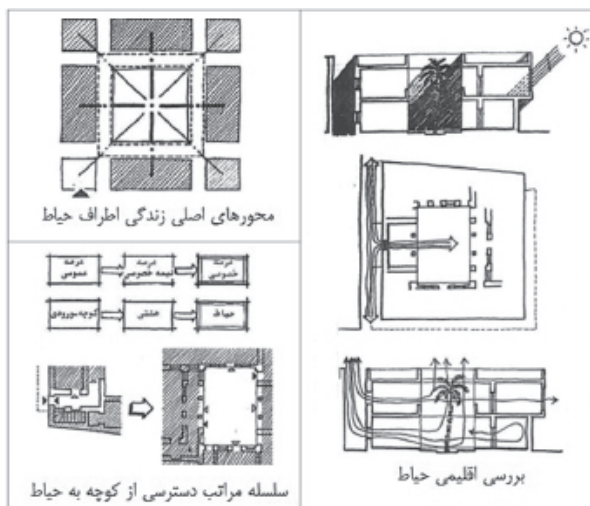 محورهای اصلی زندگی اطراف حیاط
عرصه عمومی
عرصه نیمه خصوصی
عرصه خصوصی
کوچه-ورودی
هشتی
حیاط
سلسله مراتب دسترسی از کوچه به حیاط
بررسی اقلیمی حیاط